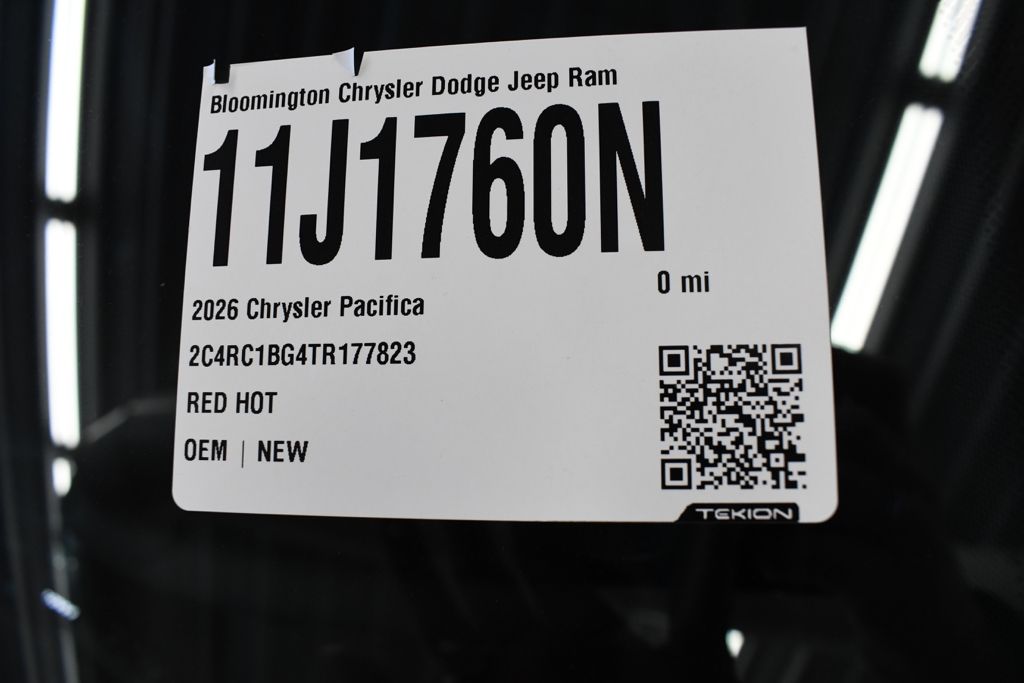 Bloomington Chrysler Dodge Jeep Ram
11J1760N
0 mi
2026 Chrysler Pacifica
2C4RC1BG4TR177823
RED HOT
OEM | NEW
TEKION